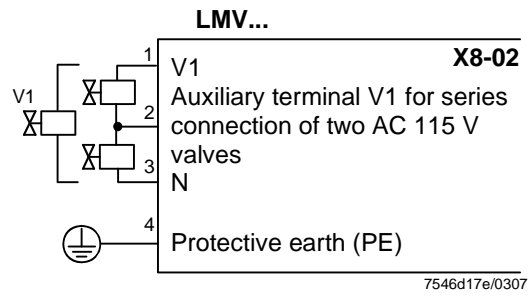 LMV...
X8-02
1
V1
V1
Auxiliary terminal V1 for series
2
connection of two AC 115 V
valves
3
N
4
Protective earth (PE)
7546d17e/0307